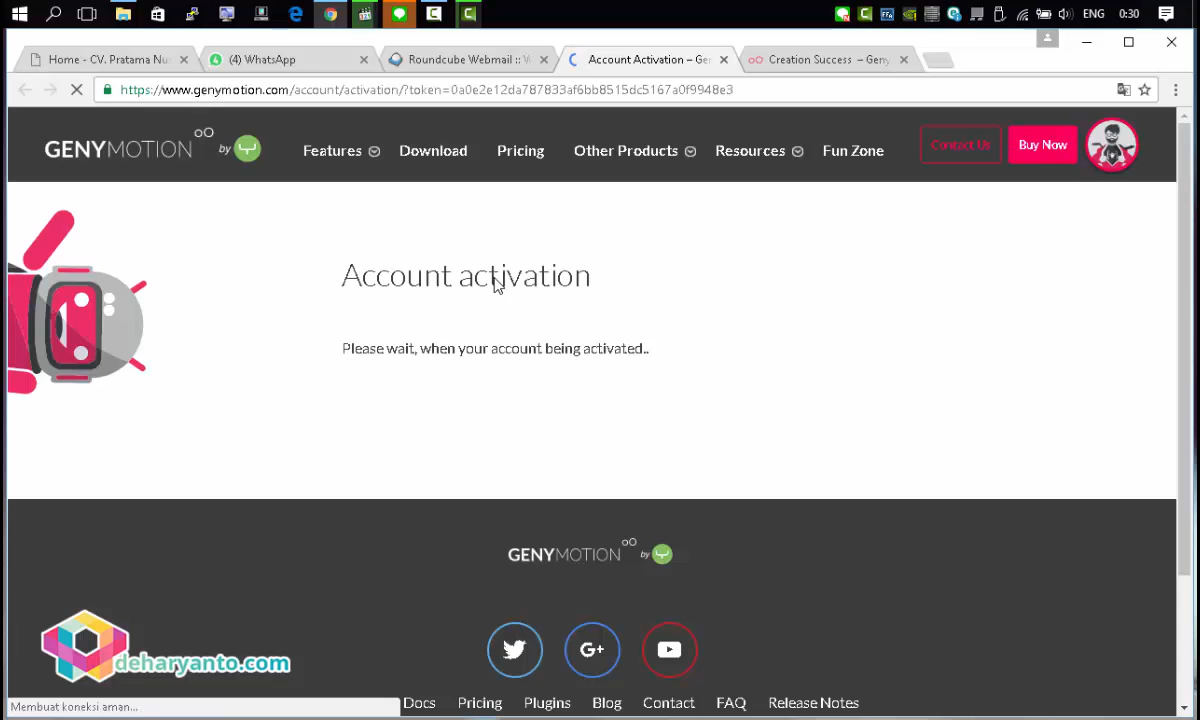 ENG 0:30
Home - CV. Pratama Nu
(4) WhatsApp
Roundcube Webmail ::
Account Activation – Ge
Creation Success – Geny
https://www.genymotion.com/account/activation/?token=0a0e2e12da787833af6bb8515dc5167a0f9948e3
GENYMOTION by
Features
Download
Pricing
Other Products
Resources
Fun Zone
Contact Us
Buy Now
Account activation
Please wait, when your account being activated..
GENYMOTION by
deharyanto.com
G+
Membuat koneksi aman...
Docs
Pricing
Plugins
Blog
Contact
FAQ
Release Notes